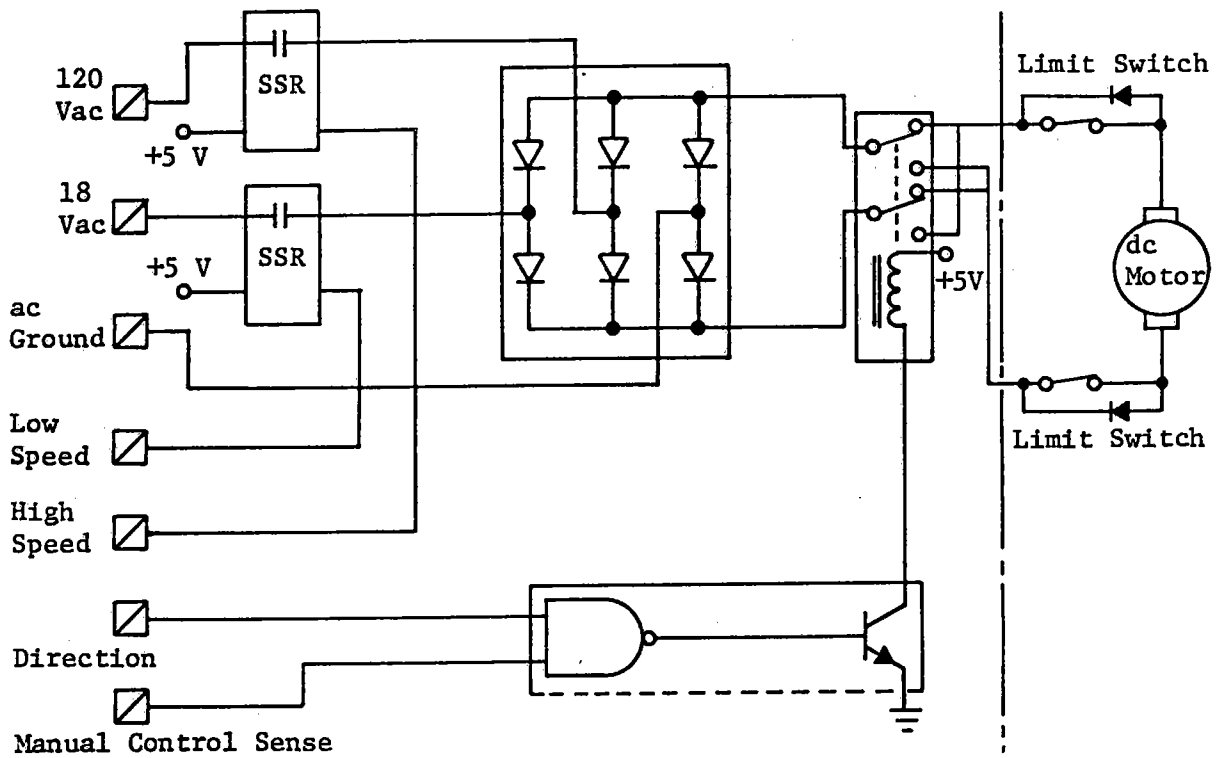 120
Vac
SSR
+5 V
18
Vac
SSR
+5 V
ac
Ground
Low
Speed
High
Speed
Direction
Manual Control Sense
+5V
Limit Switch
dc
Motor
Limit Switch